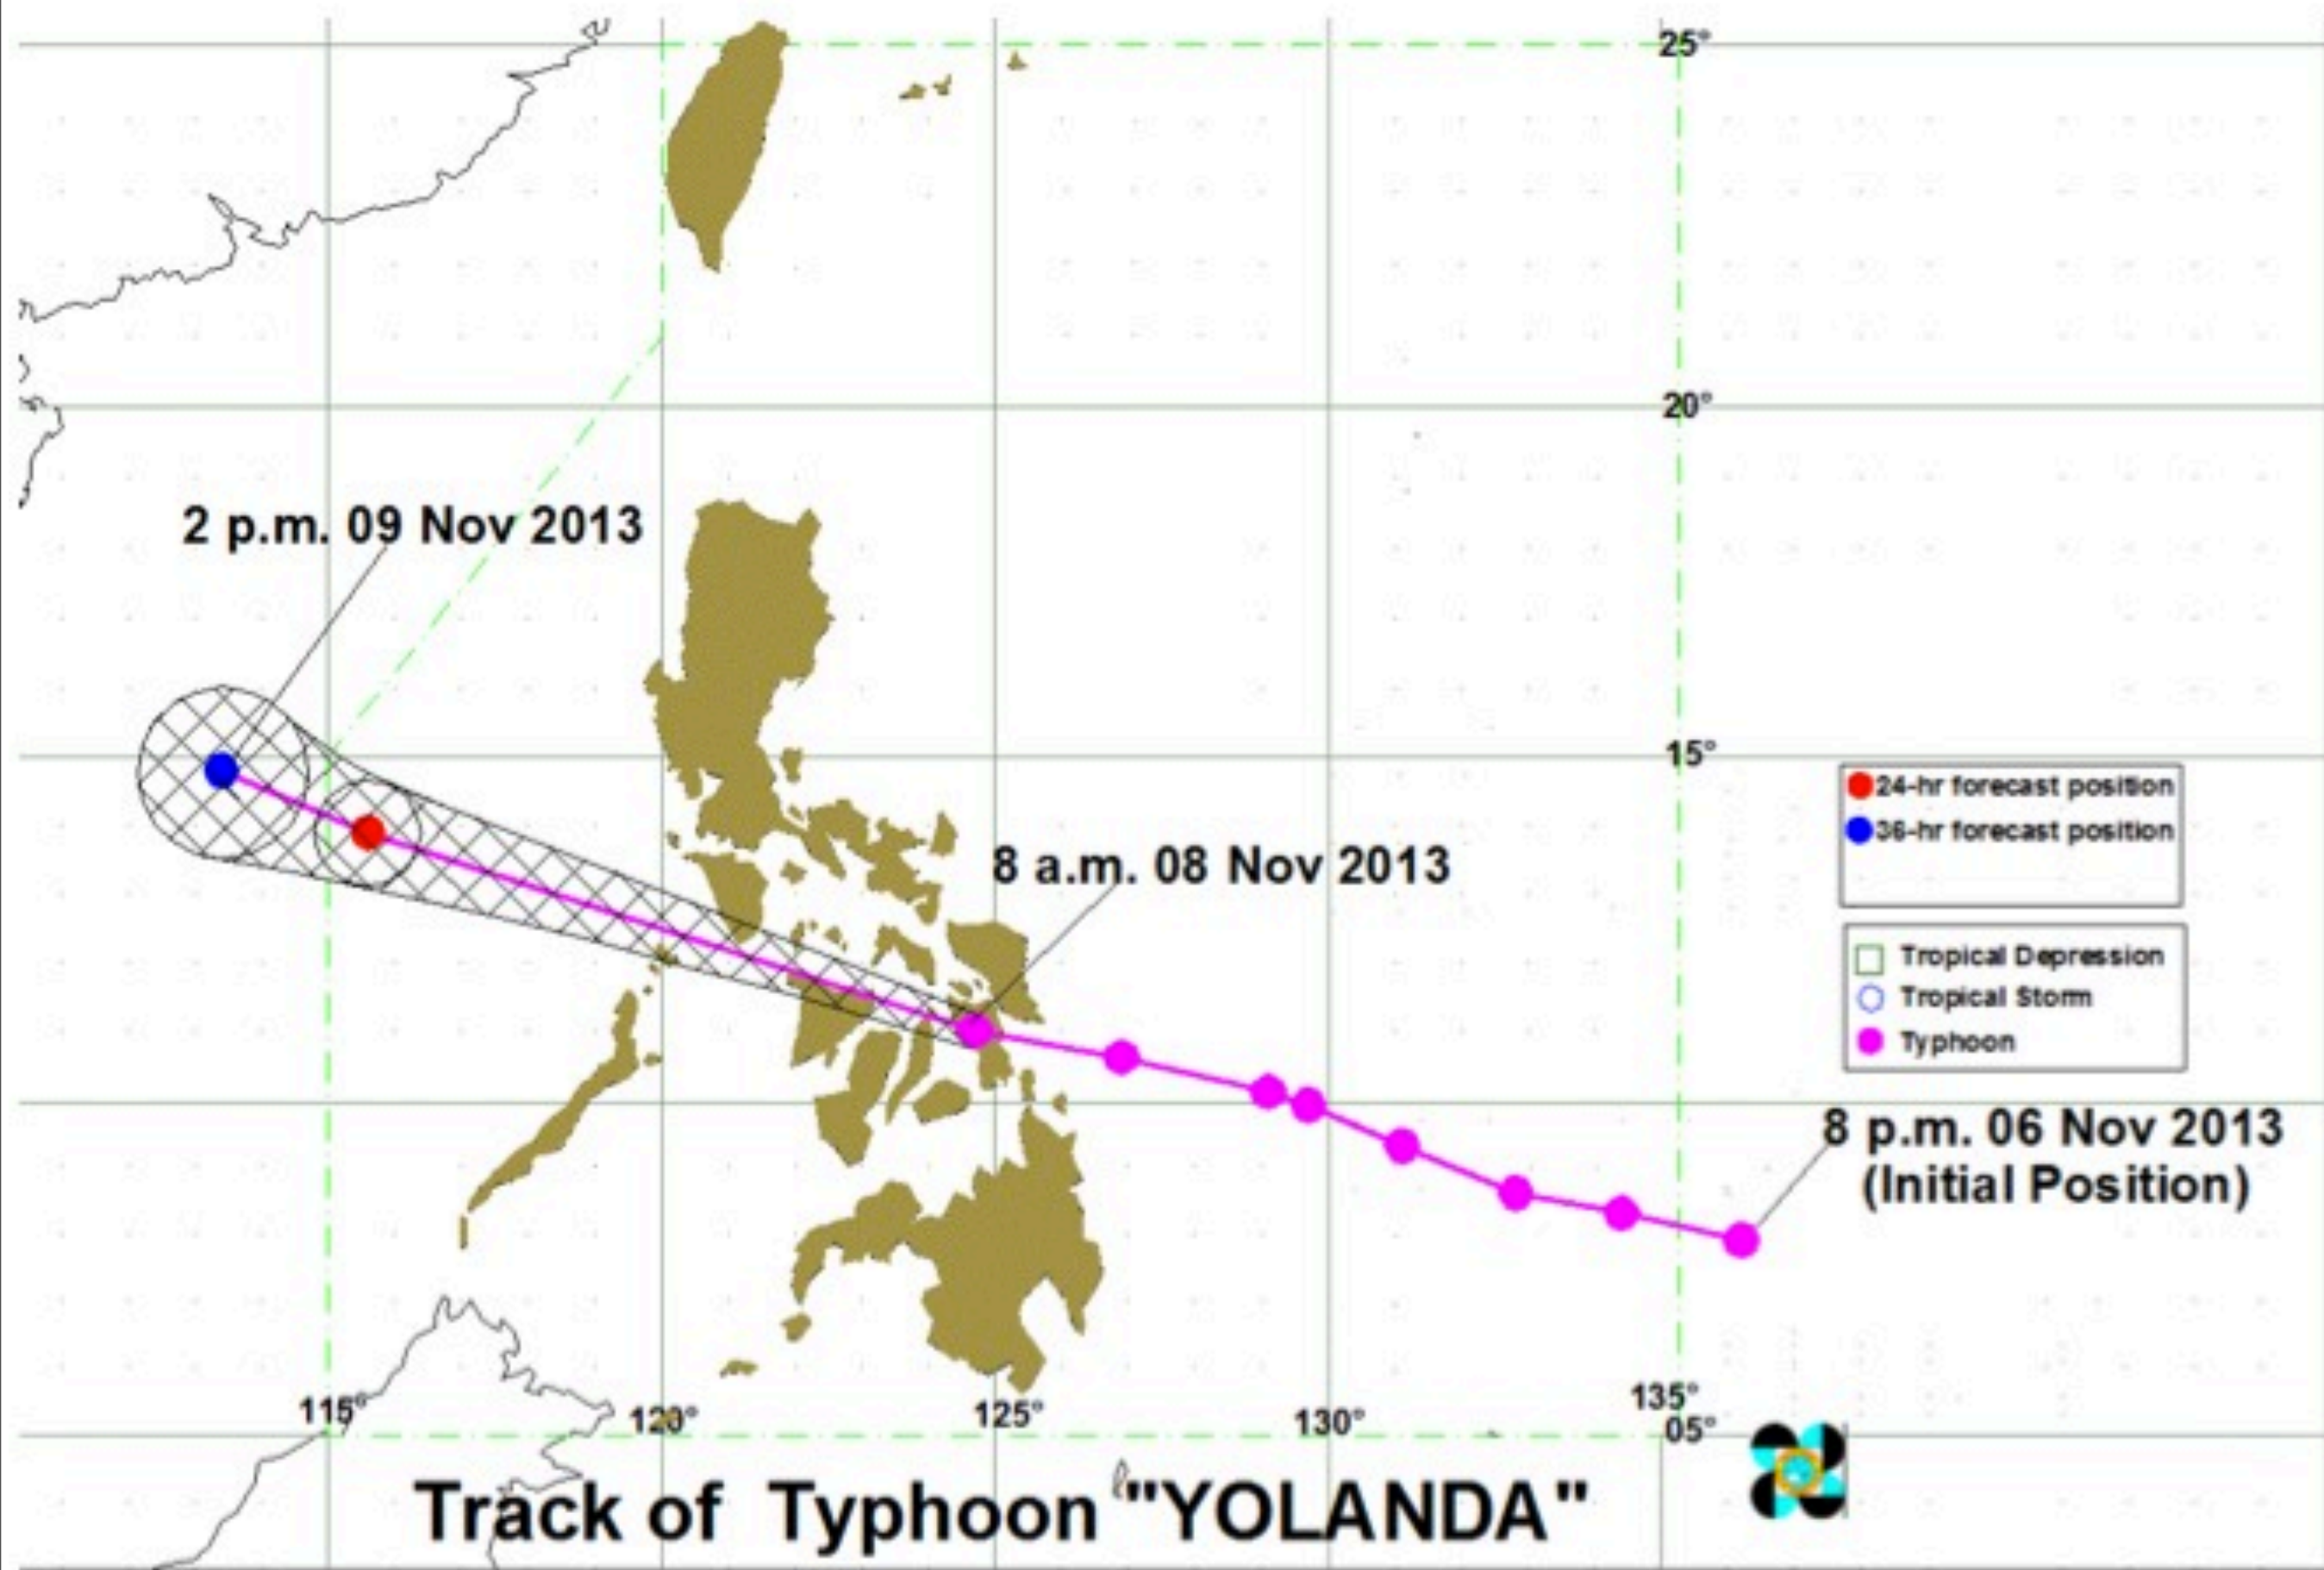 25°
20°
2 p.m. 09 Nov 2013
15°
24-hr forecast position
36-hr forecast position
8 a.m. 08 Nov 2013
Tropical Depression
Tropical Storm
Typhoon
8 p.m. 06 Nov 2013
(Initial Position)
115°
120°
125°
130°
135°
05°
Track of Typhoon "YOLANDA"